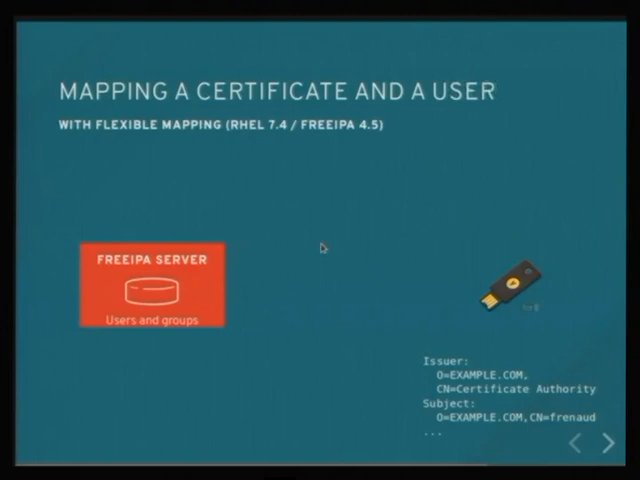 MAPPING A CERTIFICATE AND A USER
WITH FLEXIBLE MAPPING (RHEL 7.4 / FREEIPA 4.5)
FREEIPA SERVER
Users and groups
Issuer:
O=EXAMPLE.COM,
CN=Certificate Authority
Subject:
O=EXAMPLE.COM,CN=frenaud
...